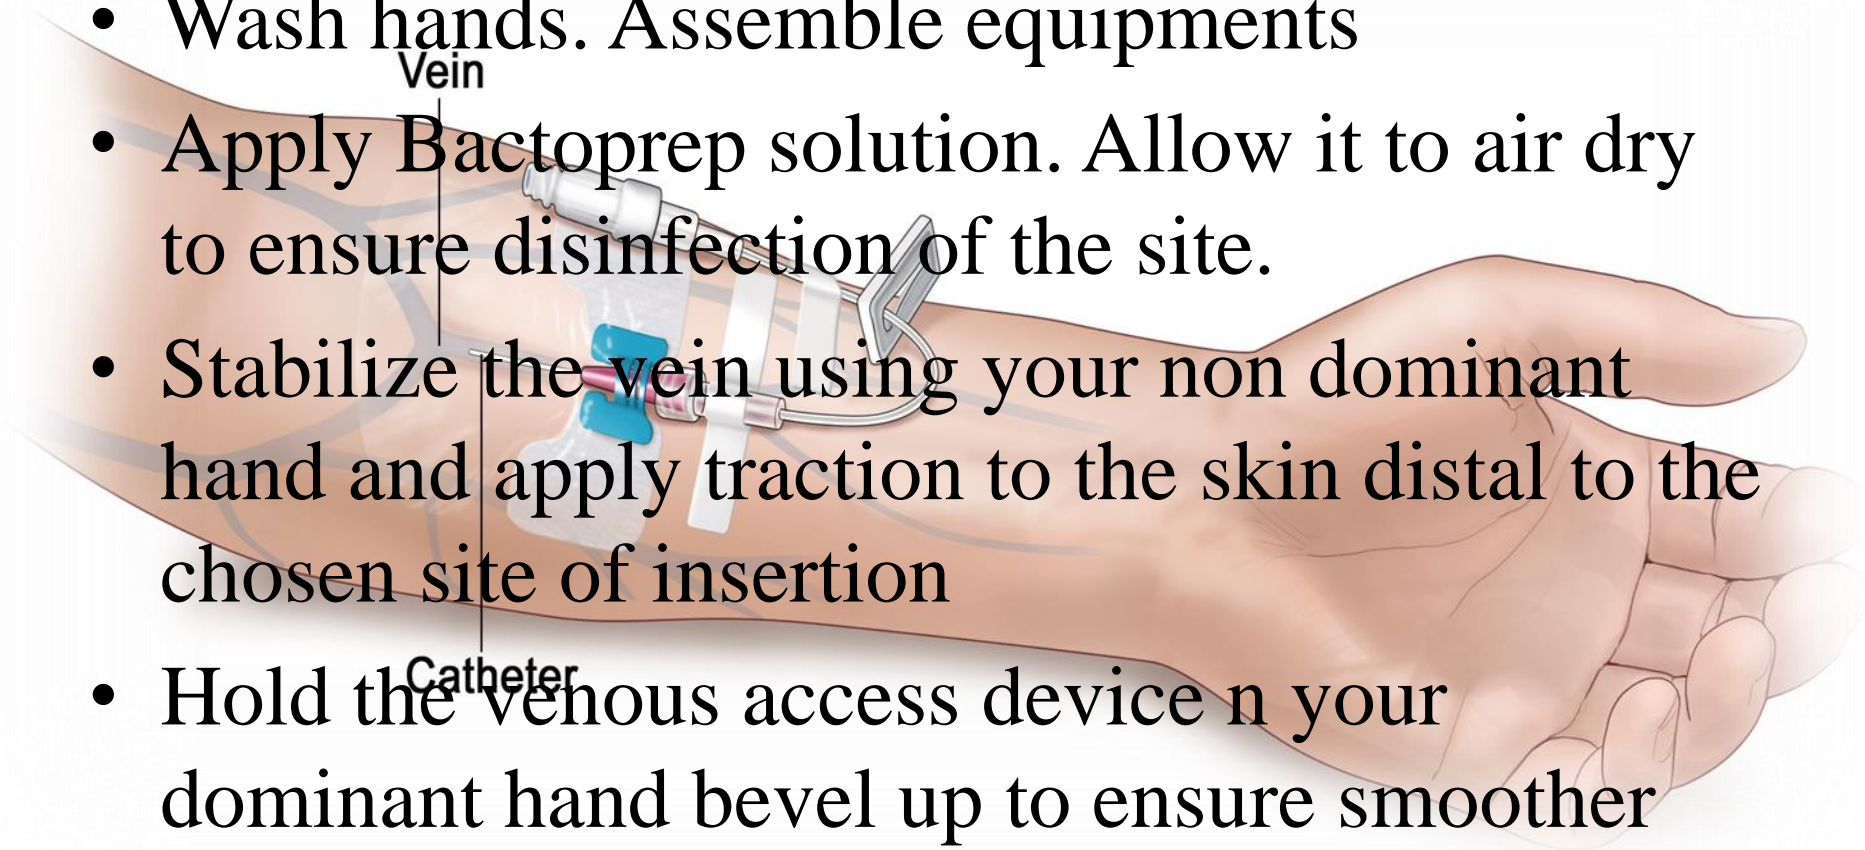 • Wash hands. Assemble equipments
Vein
• Apply Bactoprep solution. Allow it to air dry
to ensure disinfection of the site.
• Stabilize the vein using your non dominant
hand and apply traction to the skin distal to the
chosen site of insertion
Catheter
• Hold the venous access device n your
dominant hand bevel up to ensure smoother